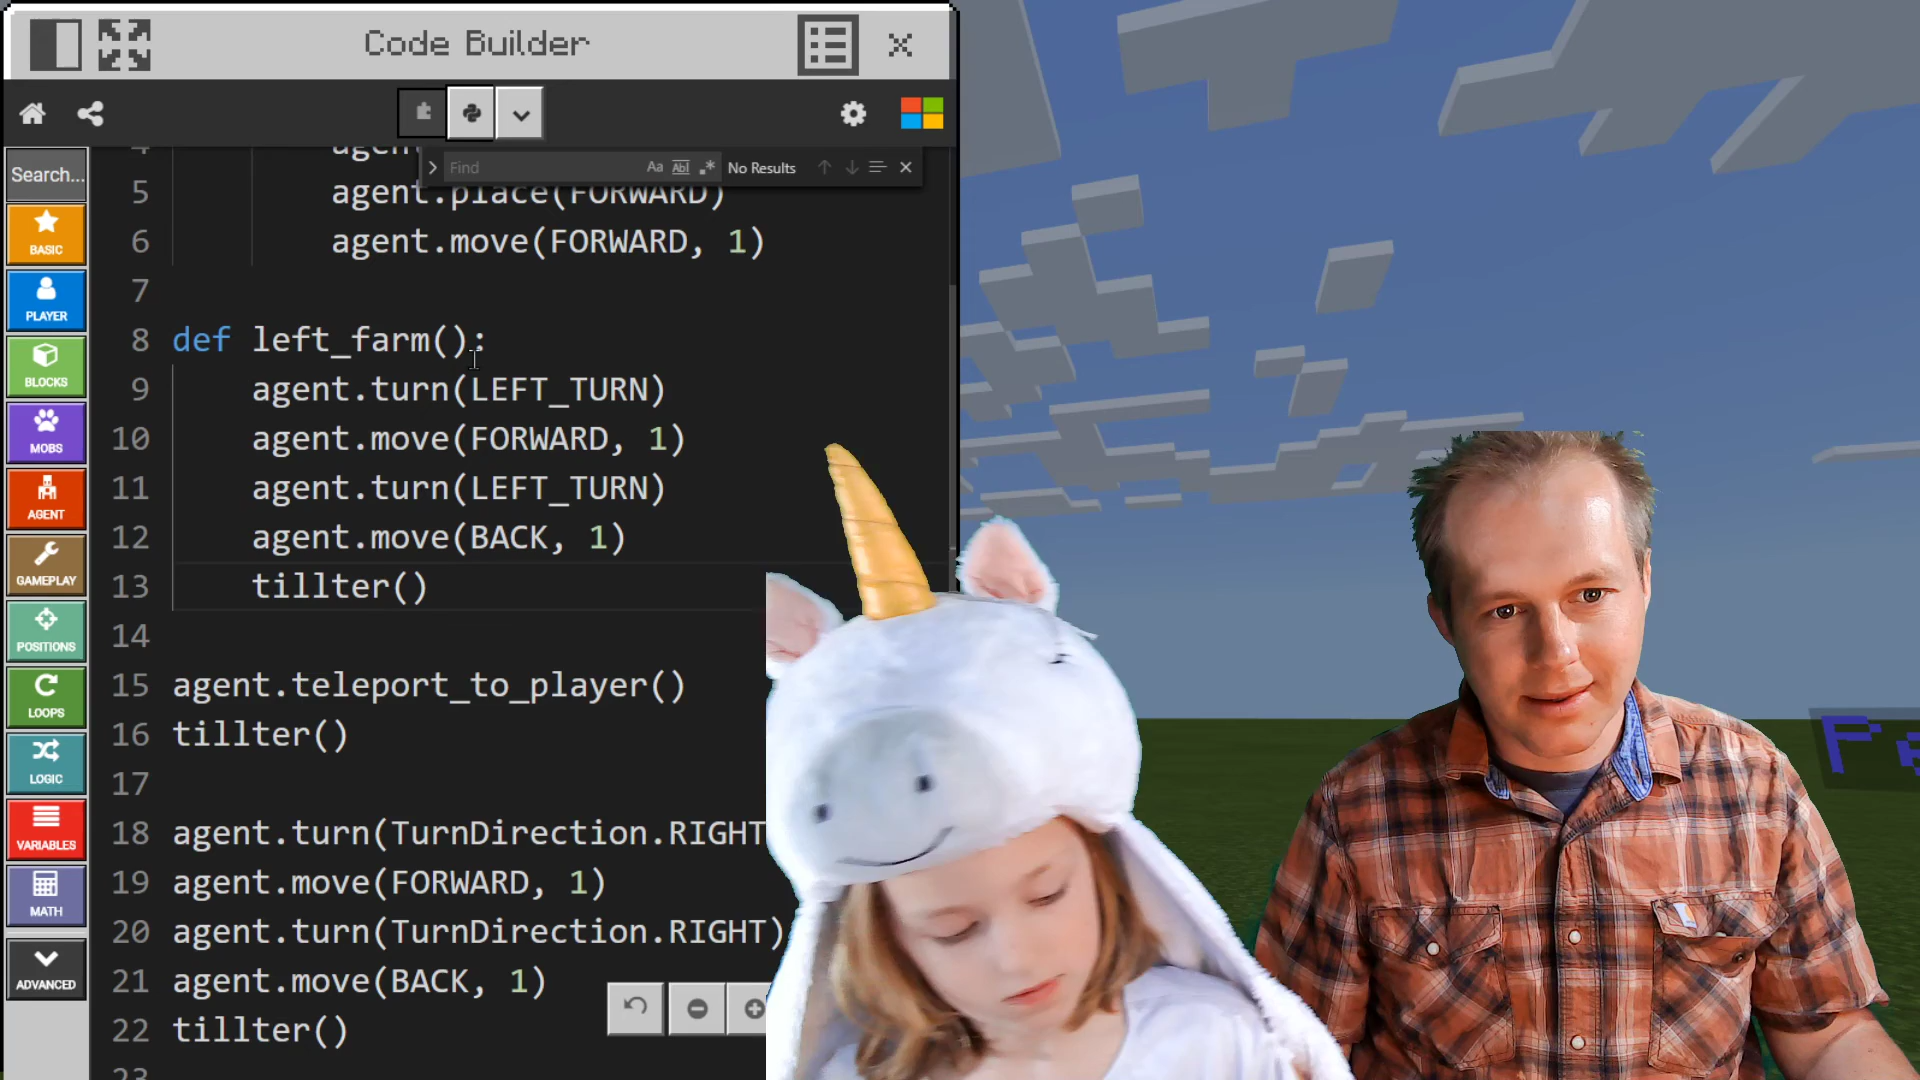 Code Builder
Find
Aa
Abl
No Results
Search...
BASIC
PLAYER
BLOCKS
MOBS
AGENT
GAMEPLAY
POSITIONS
LOOPS
LOGIC
VARIABLES
MATH
ADVANCED
4 agent
5 agent.place(FORWARD)
6 agent.move(FORWARD, 1)
7
8 def left_farm():
9 agent.turn(LEFT_TURN)
10 agent.move(FORWARD, 1)
11 agent.turn(LEFT_TURN)
12 agent.move(BACK, 1)
13 tillter()
14
15 agent.teleport_to_player()
16 tillter()
17
18 agent.turn(TurnDirection.RIGHT
19 agent.move(FORWARD, 1)
20 agent.turn(TurnDirection.RIGHT)
21 agent.move(BACK, 1)
22 tillter()
23